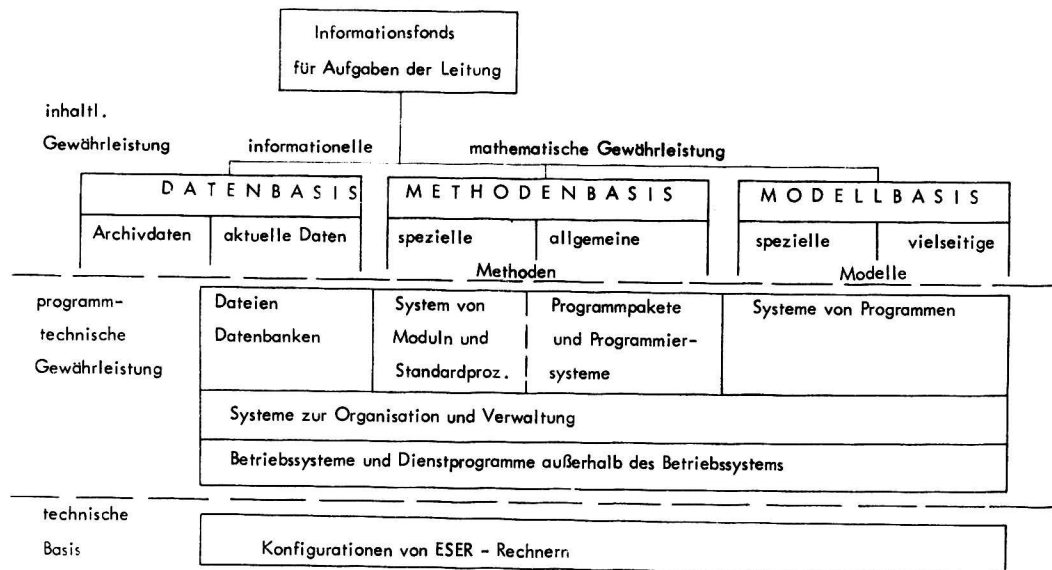 Informationsfonds
für Aufgaben der Leitung
inhaltl.
Gewährleistung informationelle mathematische Gewährleistung
DATENBASIS METHODENBASIS MODELLBASIS
Archivdaten aktuelle Daten spezielle allgemeine spezielle vielseitige
Methoden Modelle
programm- Dateien System von Programmpakete Systeme von Programmen
technische Datenbanken Moduln und und Programmier-
Gewährleistung Standardproz. systeme
Systeme zur Organisation und Verwaltung
Betriebssysteme und Dienstprogramme außerhalb des Betriebssystems
technische
Basis Konfigurationen von ESER - Rechnern